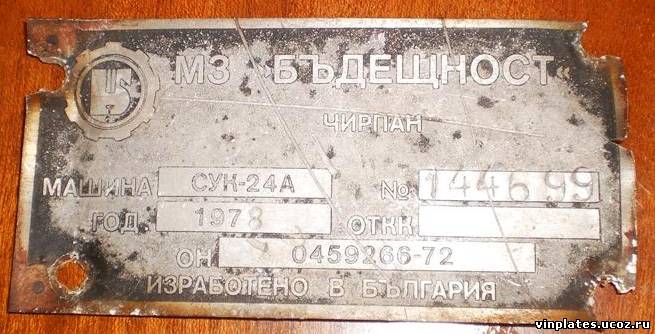 МЗ "БЪДЕЩНОСТ"
ЧИРПАН
МАШИНА СУК-24А № 144699
ГОД. 1978 ОТКК
ОН 0459266-72
ИЗРАБОТЕНО В БЪЛГАРИЯ
www.vinplates.ucoz.ru